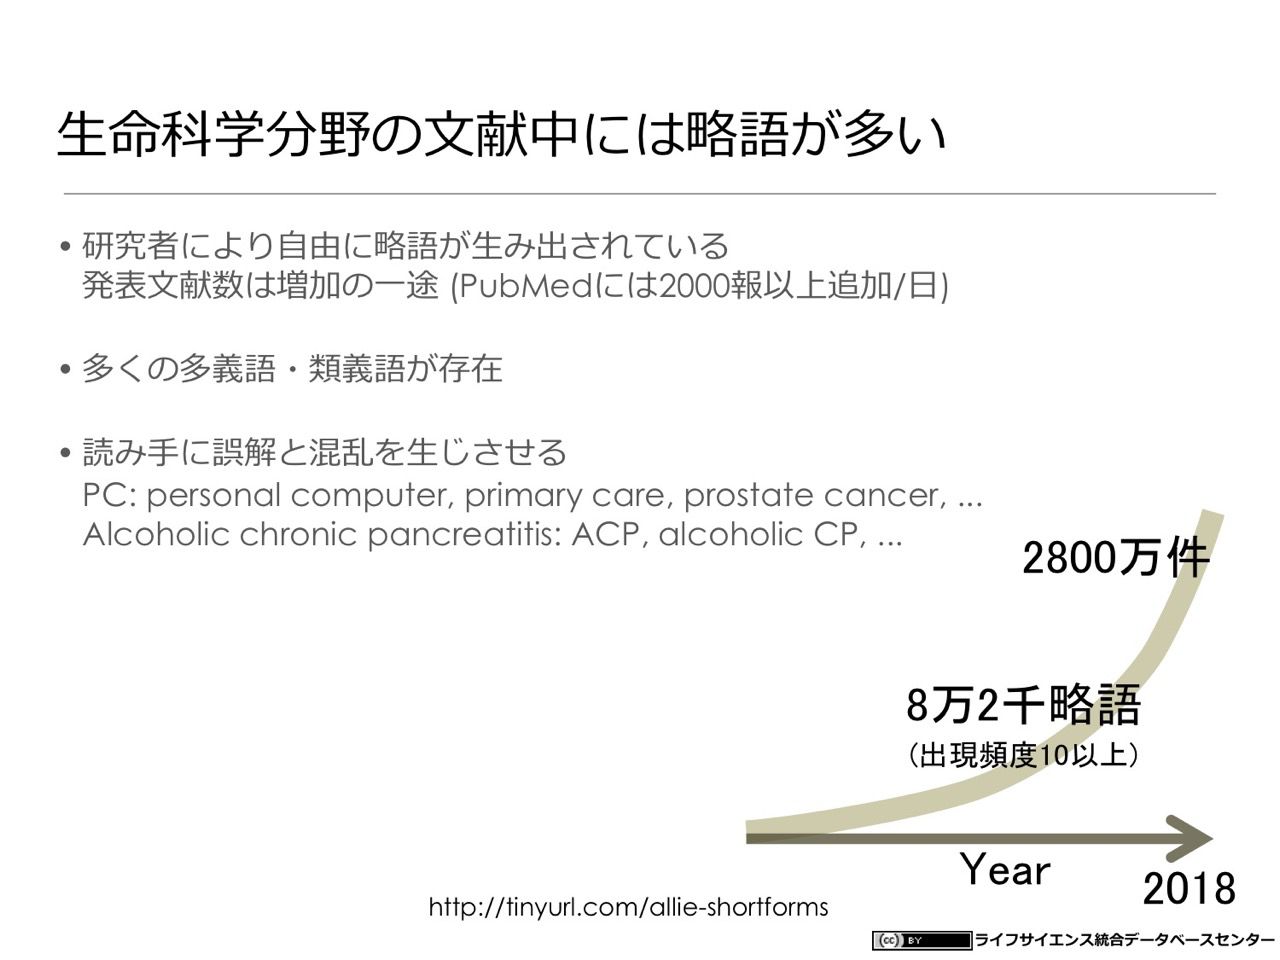 生命科学分野の文献中には略語が多い
• 研究者により自由に略語が生み出されている
発表文献数は増加の一途 (PubMedには2000報以上追加/日)
• 多くの多義語・類義語が存在
• 読み手に誤解と混乱を生じさせる
PC: personal computer, primary care, prostate cancer, ...
Alcoholic chronic pancreatitis: ACP, alcoholic CP, ...
2800万件
8万2千略語
(出現頻度10以上)
Year
2018
http://tinyurl.com/allie-shortforms
(cc) BY ライフサイエンス統合データベースセンター